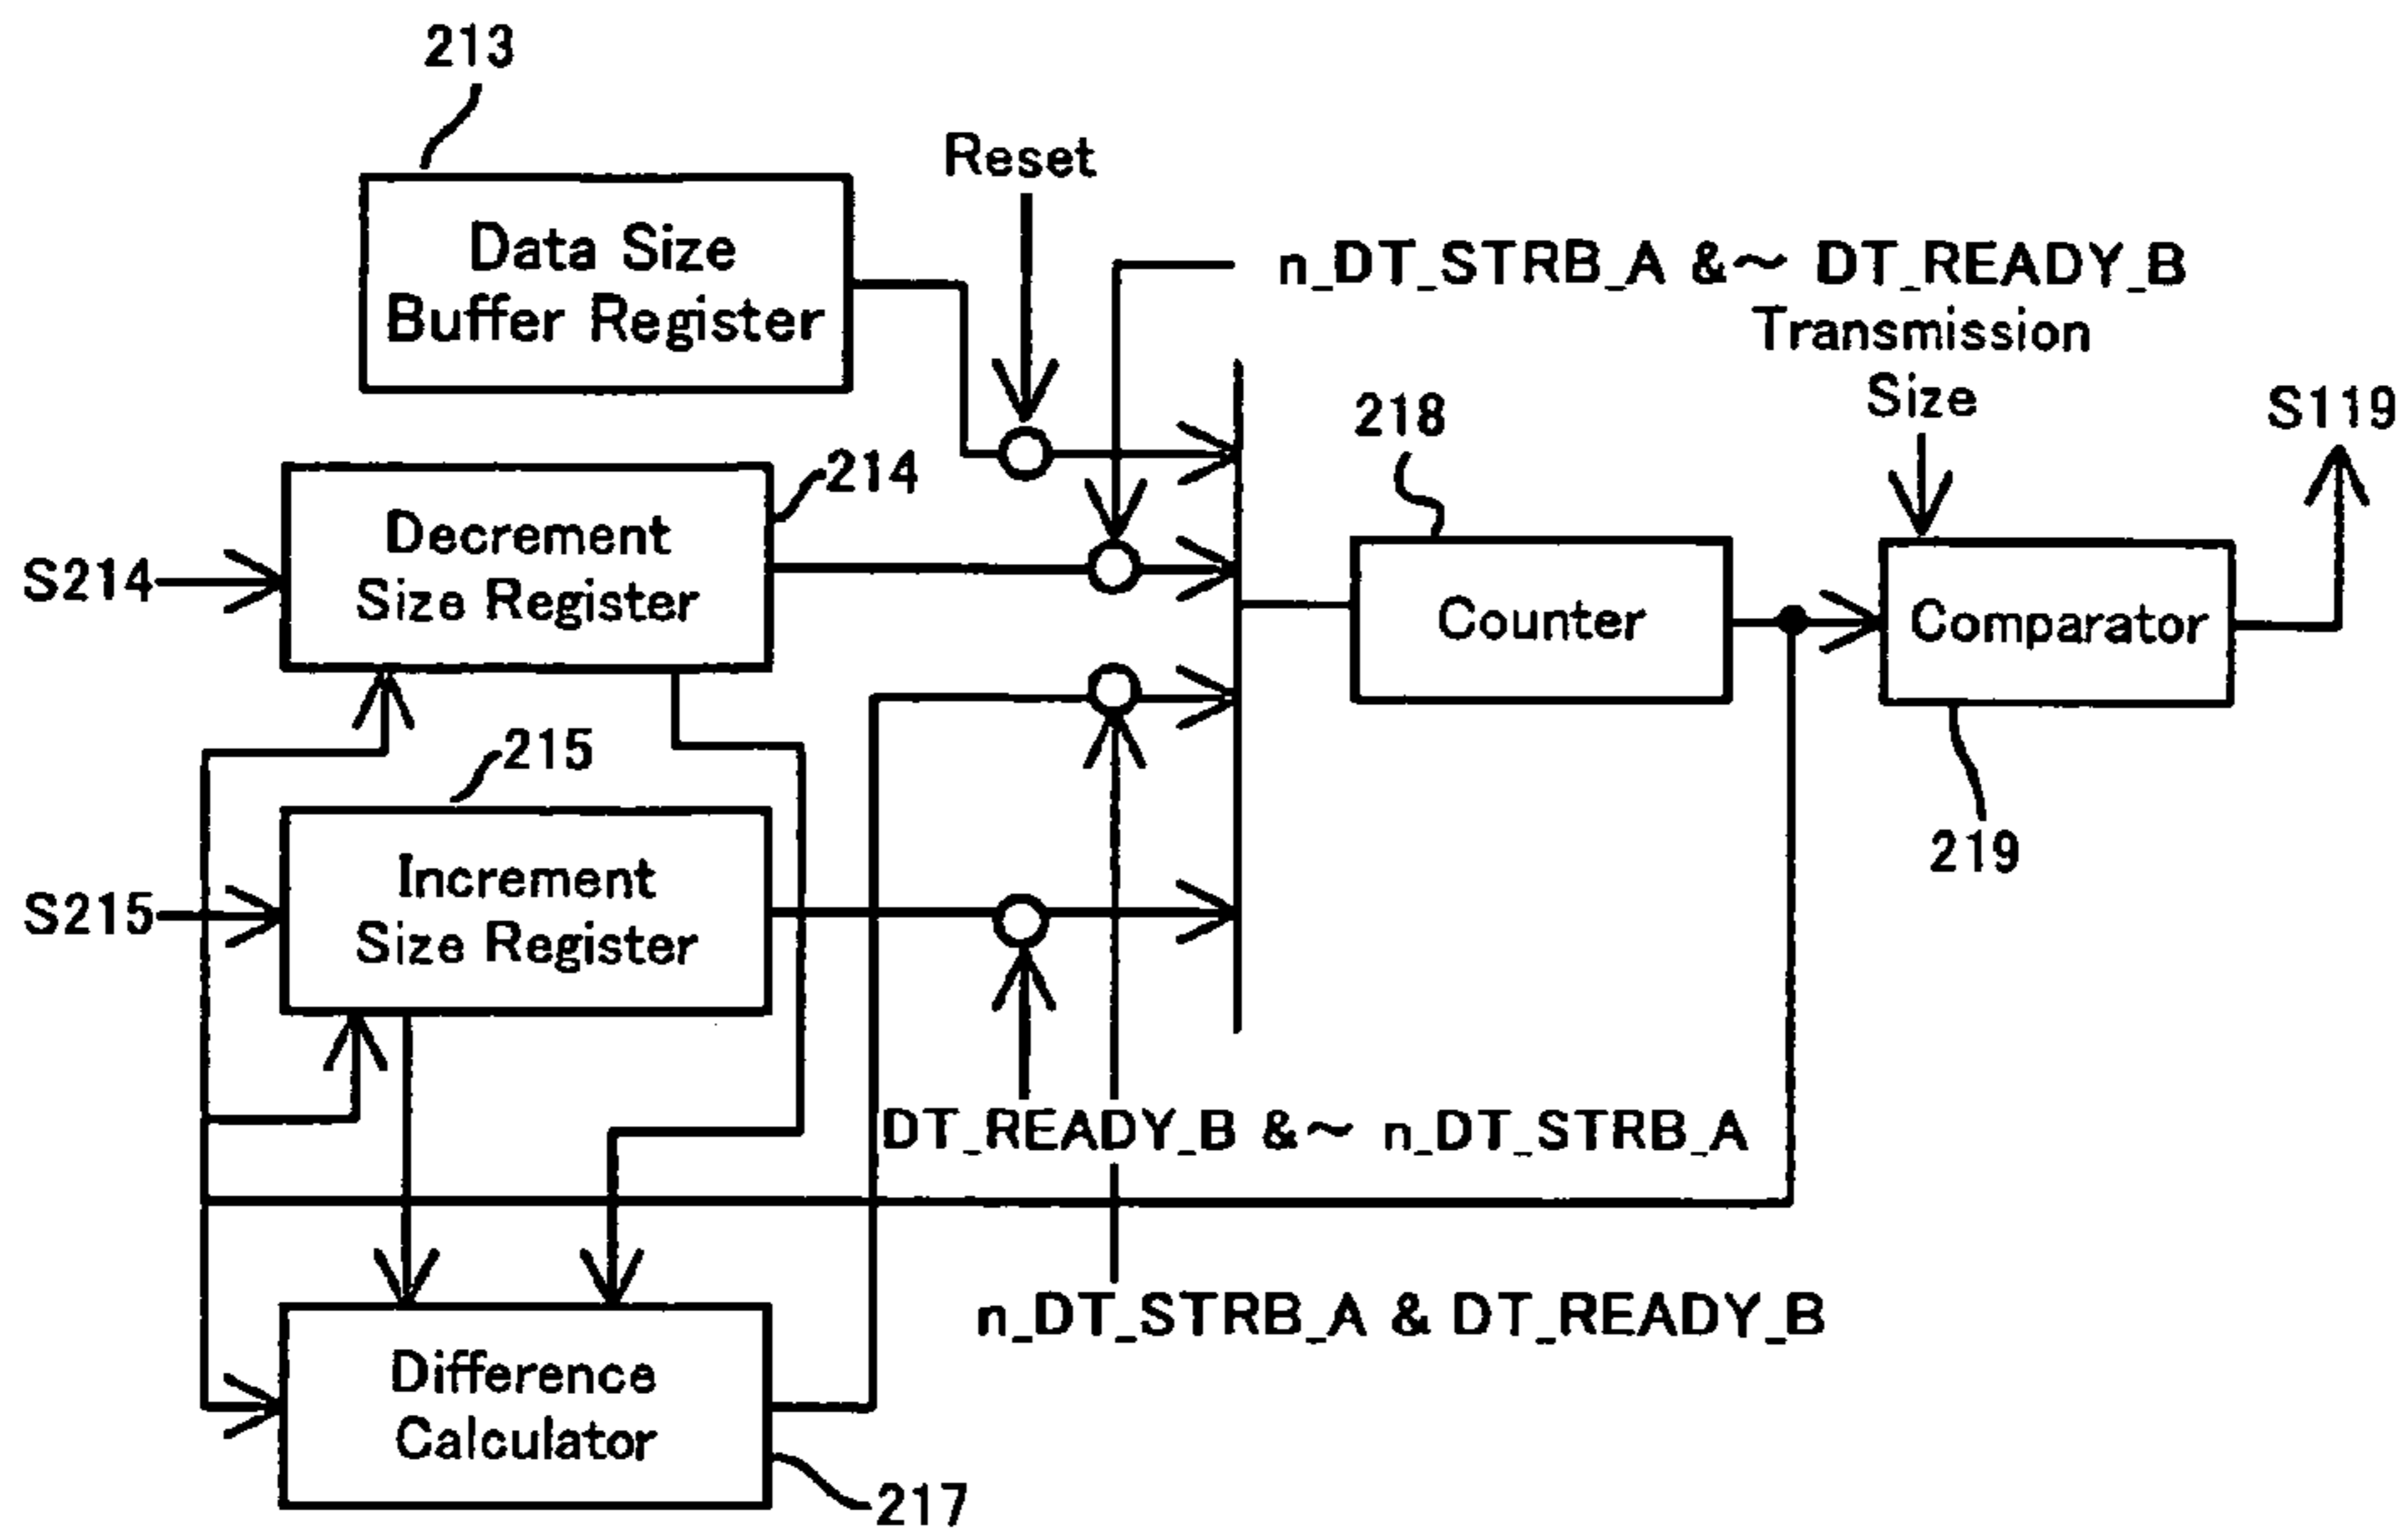 213
Reset
Data Size
Buffer Register
n_DT_STRB_A &~ DT_READY_B
Transmission
Size
S119
218
214
Decrement
Size Register
S214
Counter
Comparator
215
219
Increment
Size Register
S215
DT_READY_B &~ n_DT_STRB_A
n_DT_STRB_A & DT_READY_B
Difference
Calculator
217